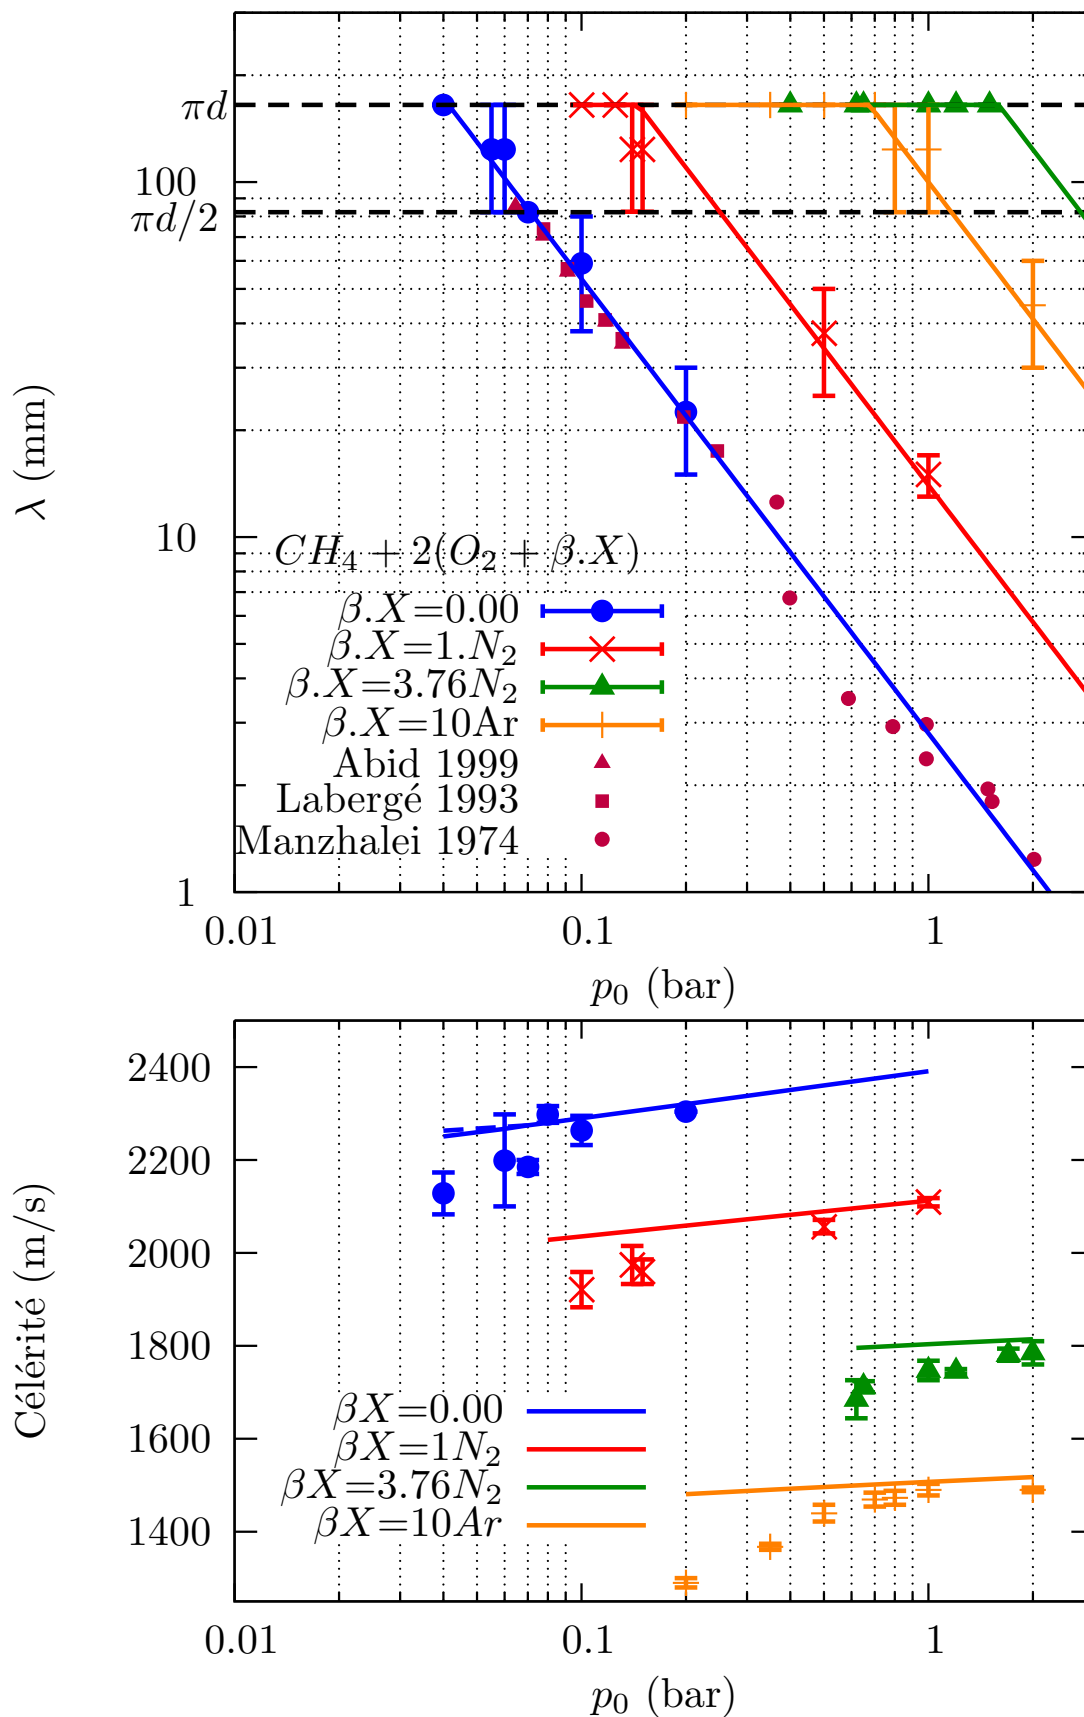 πd
100
πd/2
λ (mm)
10
CH₄ + 2(O₂ + β.X)
β.X=0.00
β.X=1.N₂
β.X=3.76N₂
β.X=10Ar
Abid 1999
Labergé 1993
Manzhalei 1974
1
0.01 0.1 1
p₀ (bar)
2400
2200
2000
1800
1600
1400
Célérité (m/s)
βX=0.00
βX=1N₂
βX=3.76N₂
βX=10Ar
0.01 0.1 1
p₀ (bar)